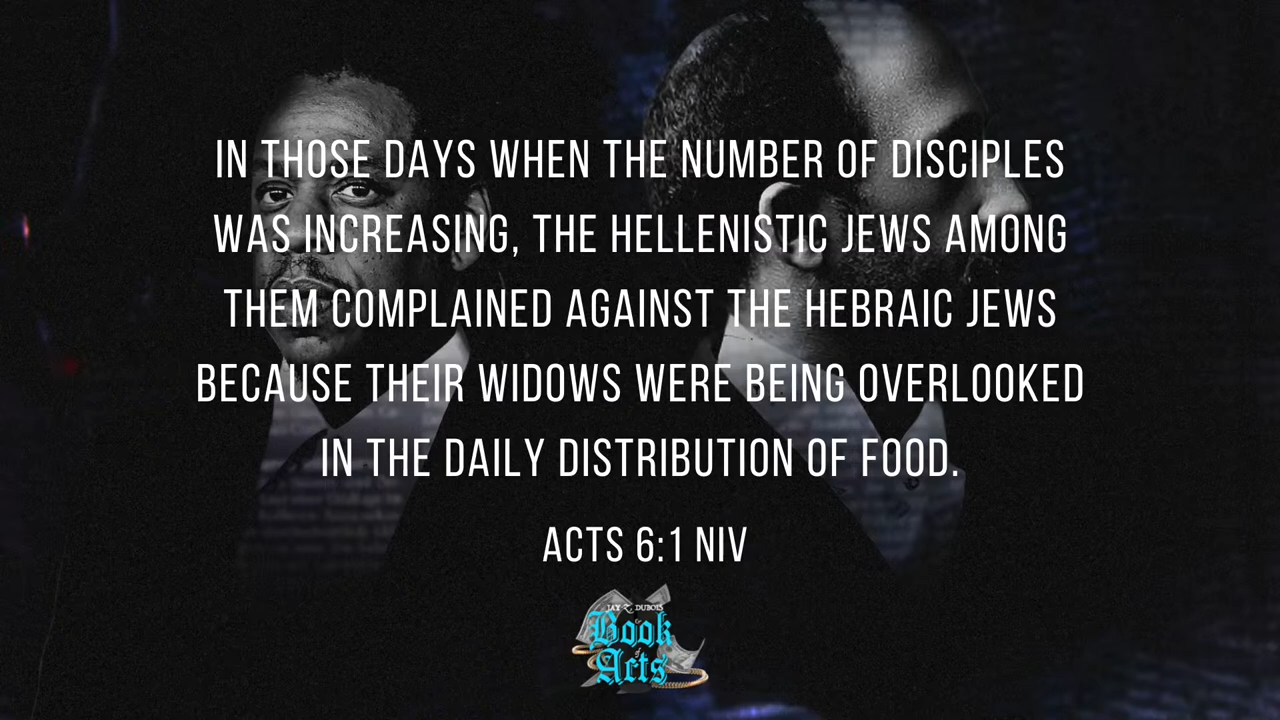 IN THOSE DAYS WHEN THE NUMBER OF DISCIPLES
WAS INCREASING, THE HELLENISTIC JEWS AMONG
THEM COMPLAINED AGAINST THE HEBRAIC JEWS
BECAUSE THEIR WIDOWS WERE BEING OVERLOOKED
IN THE DAILY DISTRIBUTION OF FOOD.
ACTS 6:1 NIV
JAY Z DUBOIS
Book
of
Acts